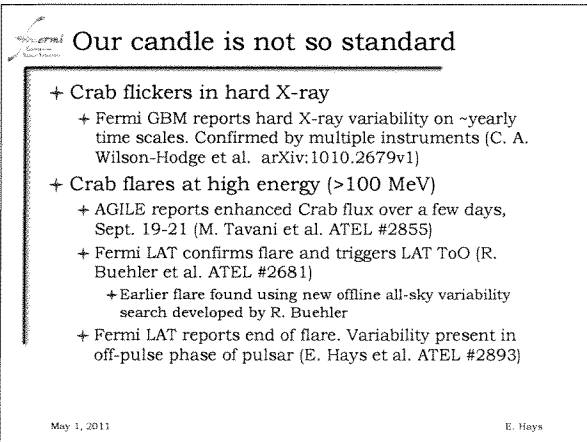 Fermi
Our candle is not so standard
Crab flickers in hard X-ray
Fermi GBM reports hard X-ray variability on ~yearly
time scales. Confirmed by multiple instruments (C. A.
Wilson-Hodge et al. arXiv:1010.2679v1)
Crab flares at high energy (>100 MeV)
AGILE reports enhanced Crab flux over a few days,
Sept. 19-21 (M. Tavani et al. ATEL #2855)
Fermi LAT confirms flare and triggers LAT ToO (R.
Buehler et al. ATEL #2681)
Earlier flare found using new offline all-sky variability
search developed by R. Buehler
Fermi LAT reports end of flare. Variability present in
off-pulse phase of pulsar (E. Hays et al. ATEL #2893)
May 1, 2011
E. Hays